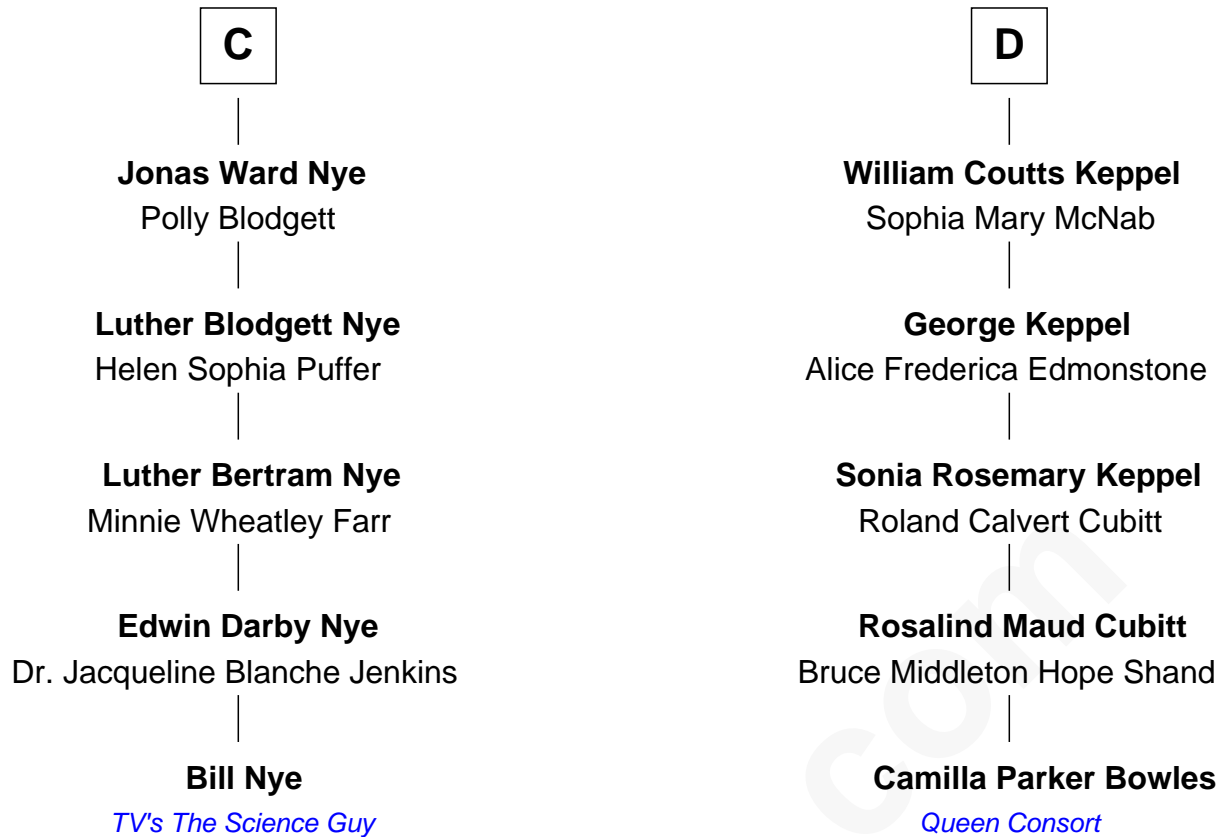 C
Jonas Ward Nye
Polly Blodgett
Luther Blodgett Nye
Helen Sophia Puffer
Luther Bertram Nye
Minnie Wheatley Farr
Edwin Darby Nye
Dr. Jacqueline Blanche Jenkins
Bill Nye
TV's The Science Guy
D
William Coutts Keppel
Sophia Mary McNab
George Keppel
Alice Frederica Edmonstone
Sonia Rosemary Keppel
Roland Calvert Cubitt
Rosalind Maud Cubitt
Bruce Middleton Hope Shand
Camilla Parker Bowles
Queen Consort
com